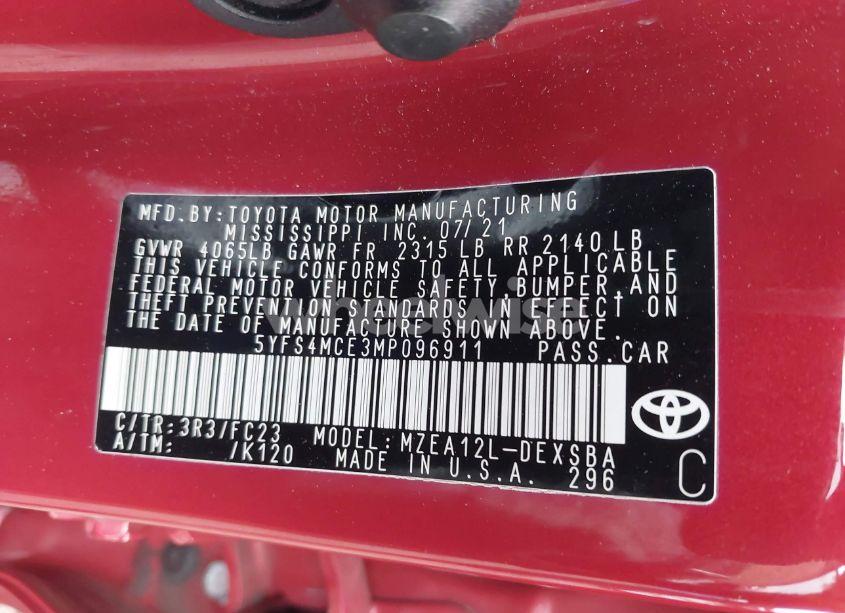 MFD.BY:TOYOTA MOTOR MANUFACTURING
MISSISSIPPI INC. 07/21
GVWR 4065LB GAWR FR 2315 LB RR 2140 LB
THIS VEHICLE CONFORMS TO ALL APPLICABLE
FEDERAL MOTOR VEHICLE SAFETY,BUMPER,AND
THEFT PREVENTION STANDARDS IN EFFECT ON
THE DATE OF MANUFACTURE SHOWN ABOVE.
5YFS4MCE3MP096911 PASS.CAR
C/TR:3R3/FC23 MODEL:MZEA12L-DEXSBA
A/TM: /K120 MADE IN U.S.A. 296
C